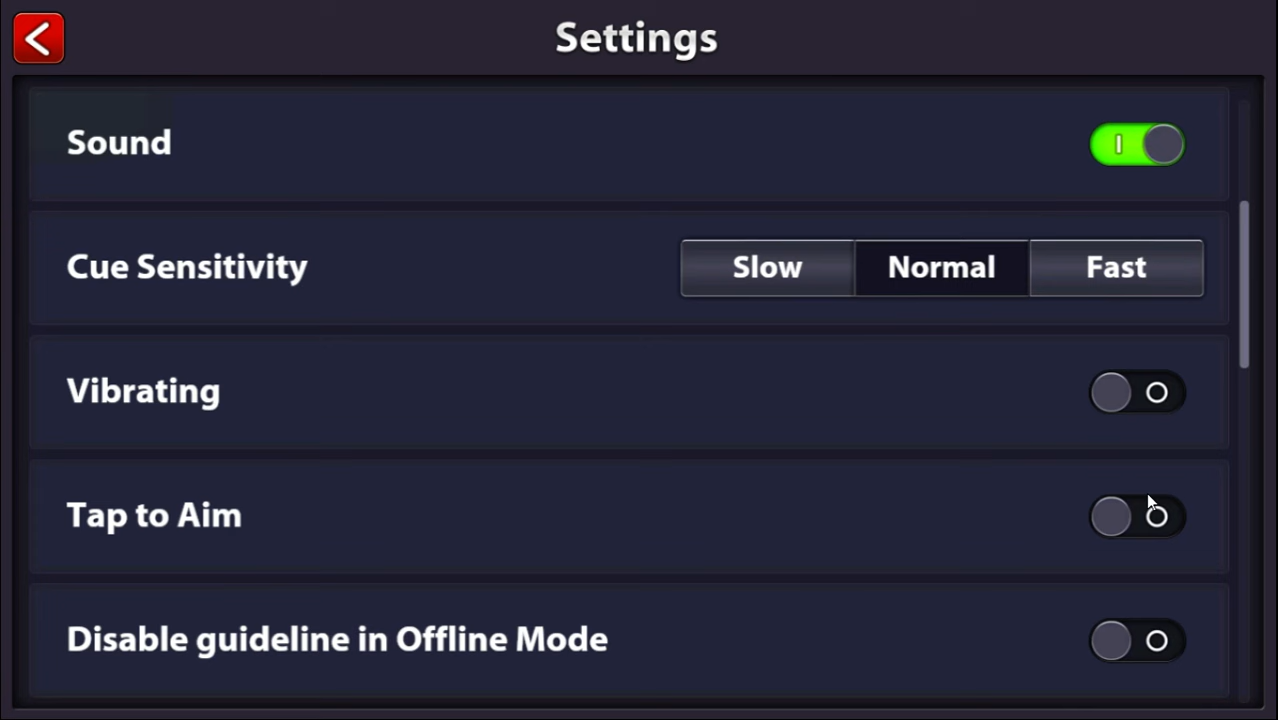 Settings
Sound
Cue Sensitivity Slow Normal Fast
Vibrating
Tap to Aim
Disable guideline in Offline Mode